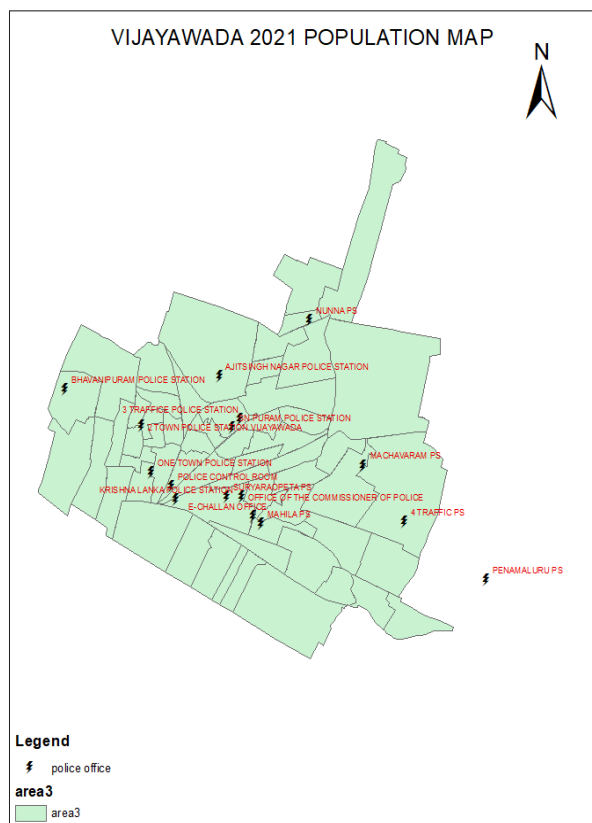 VIJAYAWADA 2021 POPULATION MAP
N
NUNNA PS
AJITSINGH NAGAR POLICE STATION
BHAVANIPURAM POLICE STATION
3 TRAFFICE POLICE STATION
SN PURAM POLICE STATION
2 TOWN POLICE STATION VIJAYAWADA
MACHAVARAM PS
ONE TOWN POLICE STATION
POLICE CONTROL ROOM
KRISHNA LANKA POLICE STATION
SURYARAOPETA PS
OFFICE OF THE COMMISSIONER OF POLICE
E-CHALLAN OFFICE
MAHILA PS
4 TRAFFIC PS
PENAMALURU PS
Legend
police office
area3
area3